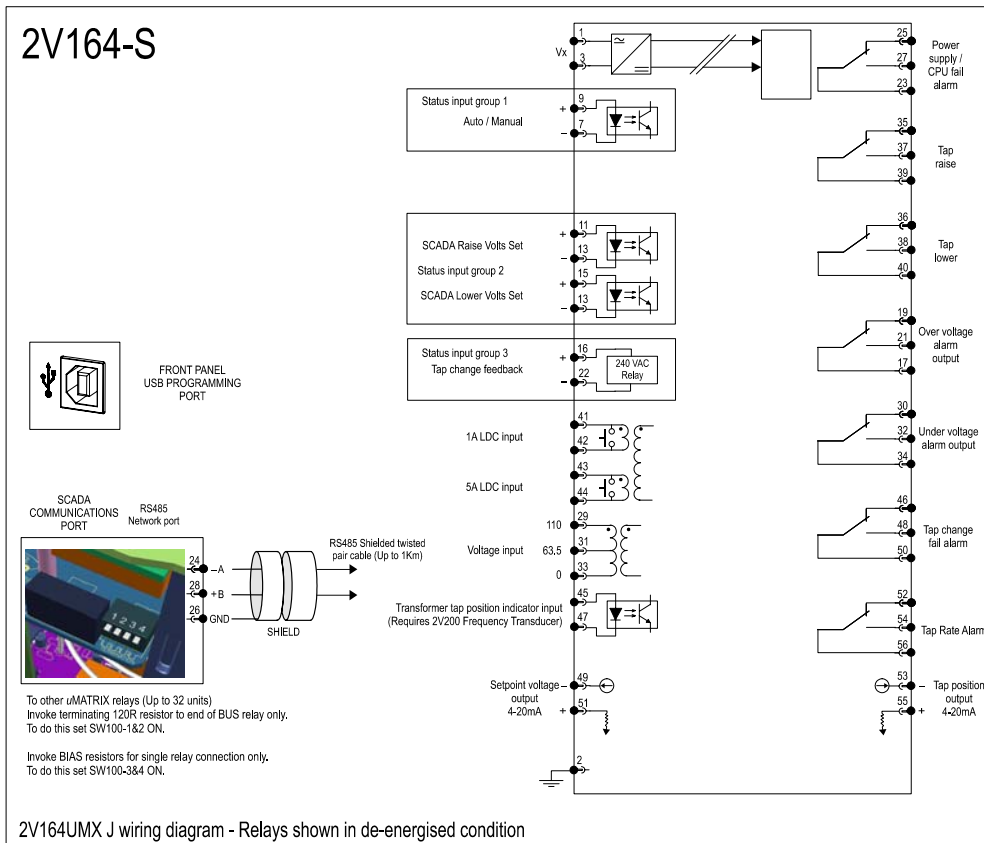 2V164-S
Vx
1
3
Status input group 1
Auto / Manual
+ 9
– 7
SCADA Raise Volts Set
+ 11
– 13
Status input group 2
SCADA Lower Volts Set
+ 15
– 13
Status input group 3
Tap change feedback
+ 16
– 22
240 VAC
Relay
1A LDC input
41
42
5A LDC input
43
44
Voltage input
110 29
63.5 31
0 33
Transformer tap position indicator input
(Requires 2V200 Frequency Transducer)
45
47
Setpoint voltage
output
4-20mA
– 49
+ 51
2
25
27
23
Power
supply /
CPU fail
alarm
35
37
39
Tap
raise
36
38
40
Tap
lower
19
21
17
Over voltage
alarm
output
30
32
34
Under voltage
alarm output
46
48
50
Tap change
fail alarm
52
54
56
Tap Rate Alarm
53 –
55 +
Tap position
output
4-20mA
FRONT PANEL
USB PROGRAMMING
PORT
SCADA
COMMUNICATIONS
PORT
RS485
Network port
1 2 3 4
24 –A
28 +B
26 GND
SHIELD
RS485 Shielded twisted
pair cable (Up to 1Km)
To other uMATRIX relays (Up to 32 units)
Invoke terminating 120R resistor to end of BUS relay only.
To do this set SW100-1&2 ON.
Invoke BIAS resistors for single relay connection only.
To do this set SW100-3&4 ON.
2V164UMX J wiring diagram - Relays shown in de-energised condition